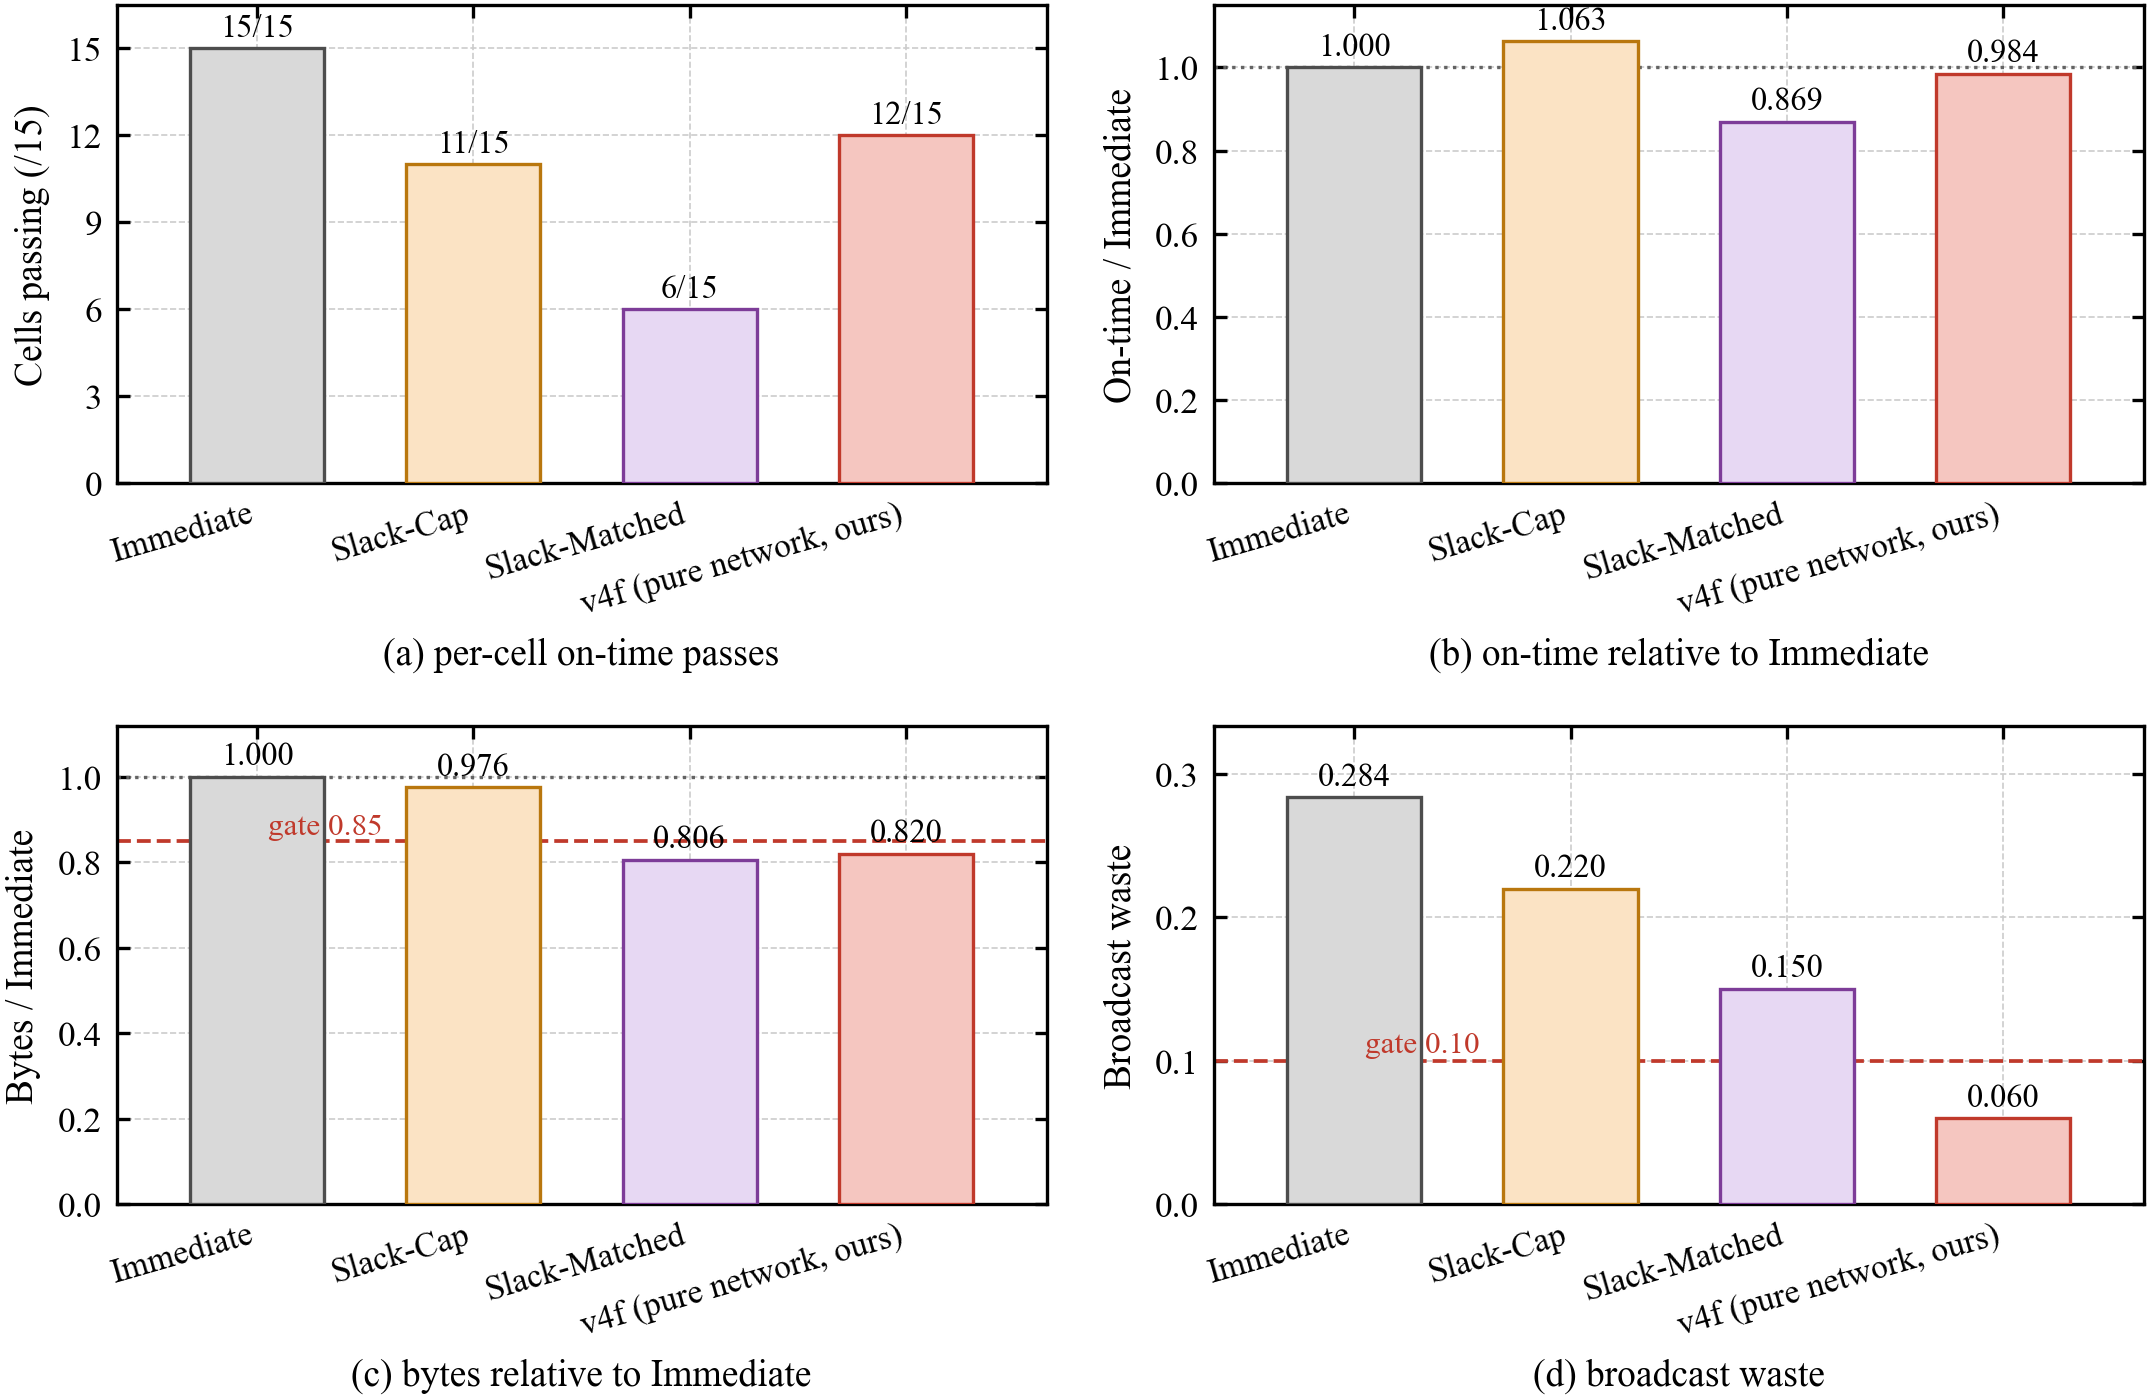 15/15
11/15
6/15
12/15
15
12
9
6
3
0
Cells passing (/15)
Immediate
Slack-Cap
Slack-Matched
v4f (pure network, ours)
(a) per-cell on-time passes
1.000
1.063
0.869
0.984
1.0
0.8
0.6
0.4
0.2
0.0
On-time / Immediate
Immediate
Slack-Cap
Slack-Matched
v4f (pure network, ours)
(b) on-time relative to Immediate
1.000
0.976
0.806
0.820
gate 0.85
1.0
0.8
0.6
0.4
0.2
0.0
Bytes / Immediate
Immediate
Slack-Cap
Slack-Matched
v4f (pure network, ours)
(c) bytes relative to Immediate
0.284
0.220
0.150
0.060
gate 0.10
0.3
0.2
0.1
0.0
Broadcast waste
Immediate
Slack-Cap
Slack-Matched
v4f (pure network, ours)
(d) broadcast waste